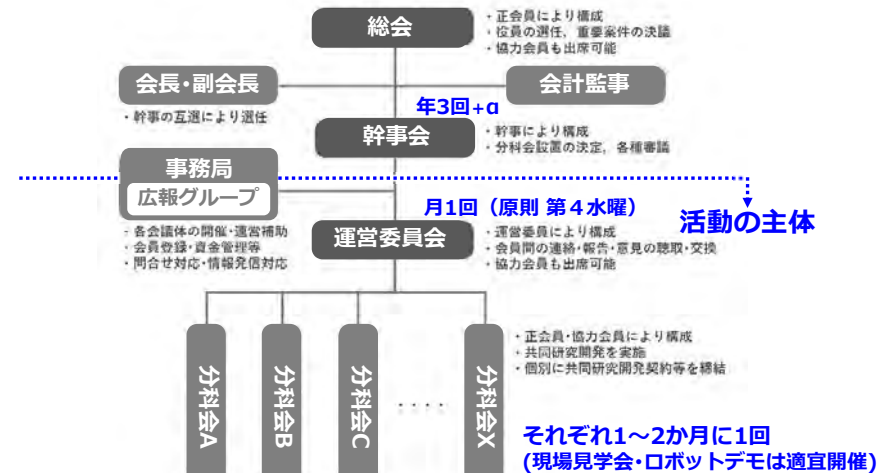 総会
・正会員により構成
・役員の選任，重要案件の決議
・協力会員も出席可能
会長・副会長
・幹事の互選により選任
会計監事
年3回+α
幹事会
・幹事により構成
・分科会設置の決定，各種審議
事務局
広報グループ
・各会議体の開催・運営補助
・会員登録・資金管理等
・問合せ対応・情報発信対応
月1回（原則 第４水曜）
活動の主体
運営委員会
・運営委員により構成
・会員間の連絡・報告・意見の聴取・交換
・協力会員も出席可能
分科会A
分科会B
分科会C
・・・・
分科会X
・正会員・協力会員により構成
・共同研究開発を実施
・個別に共同研究開発契約等を締結
それぞれ1～2か月に1回
(現場見学会・ロボットデモは適宜開催)